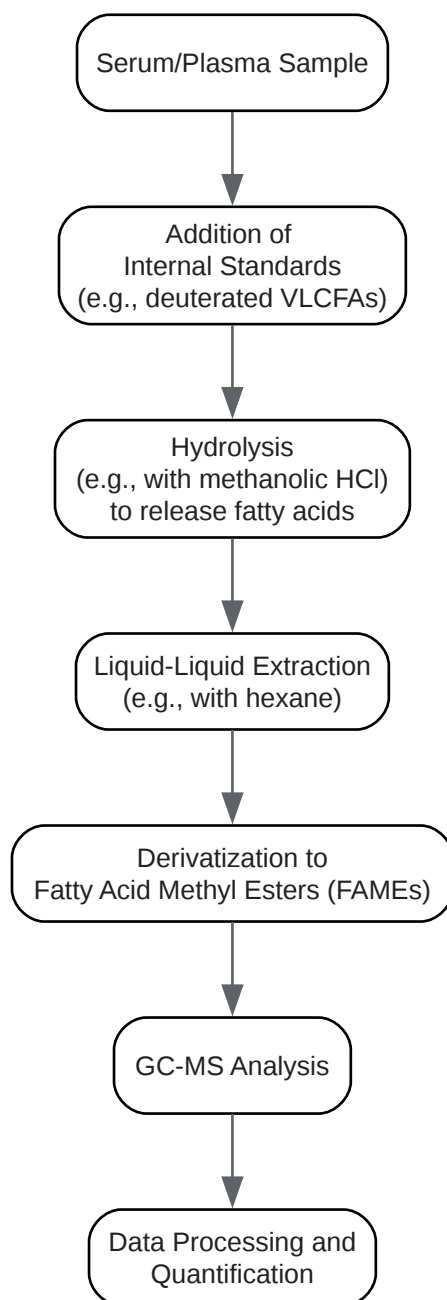 Serum/Plasma Sample
Addition of
Internal Standards
(e.g., deuterated VLCFAs)
Hydrolysis
(e.g., with methanolic HCl)
to release fatty acids
Liquid-Liquid Extraction
(e.g., with hexane)
Derivatization to
Fatty Acid Methyl Esters (FAMEs)
GC-MS Analysis
Data Processing and
Quantification